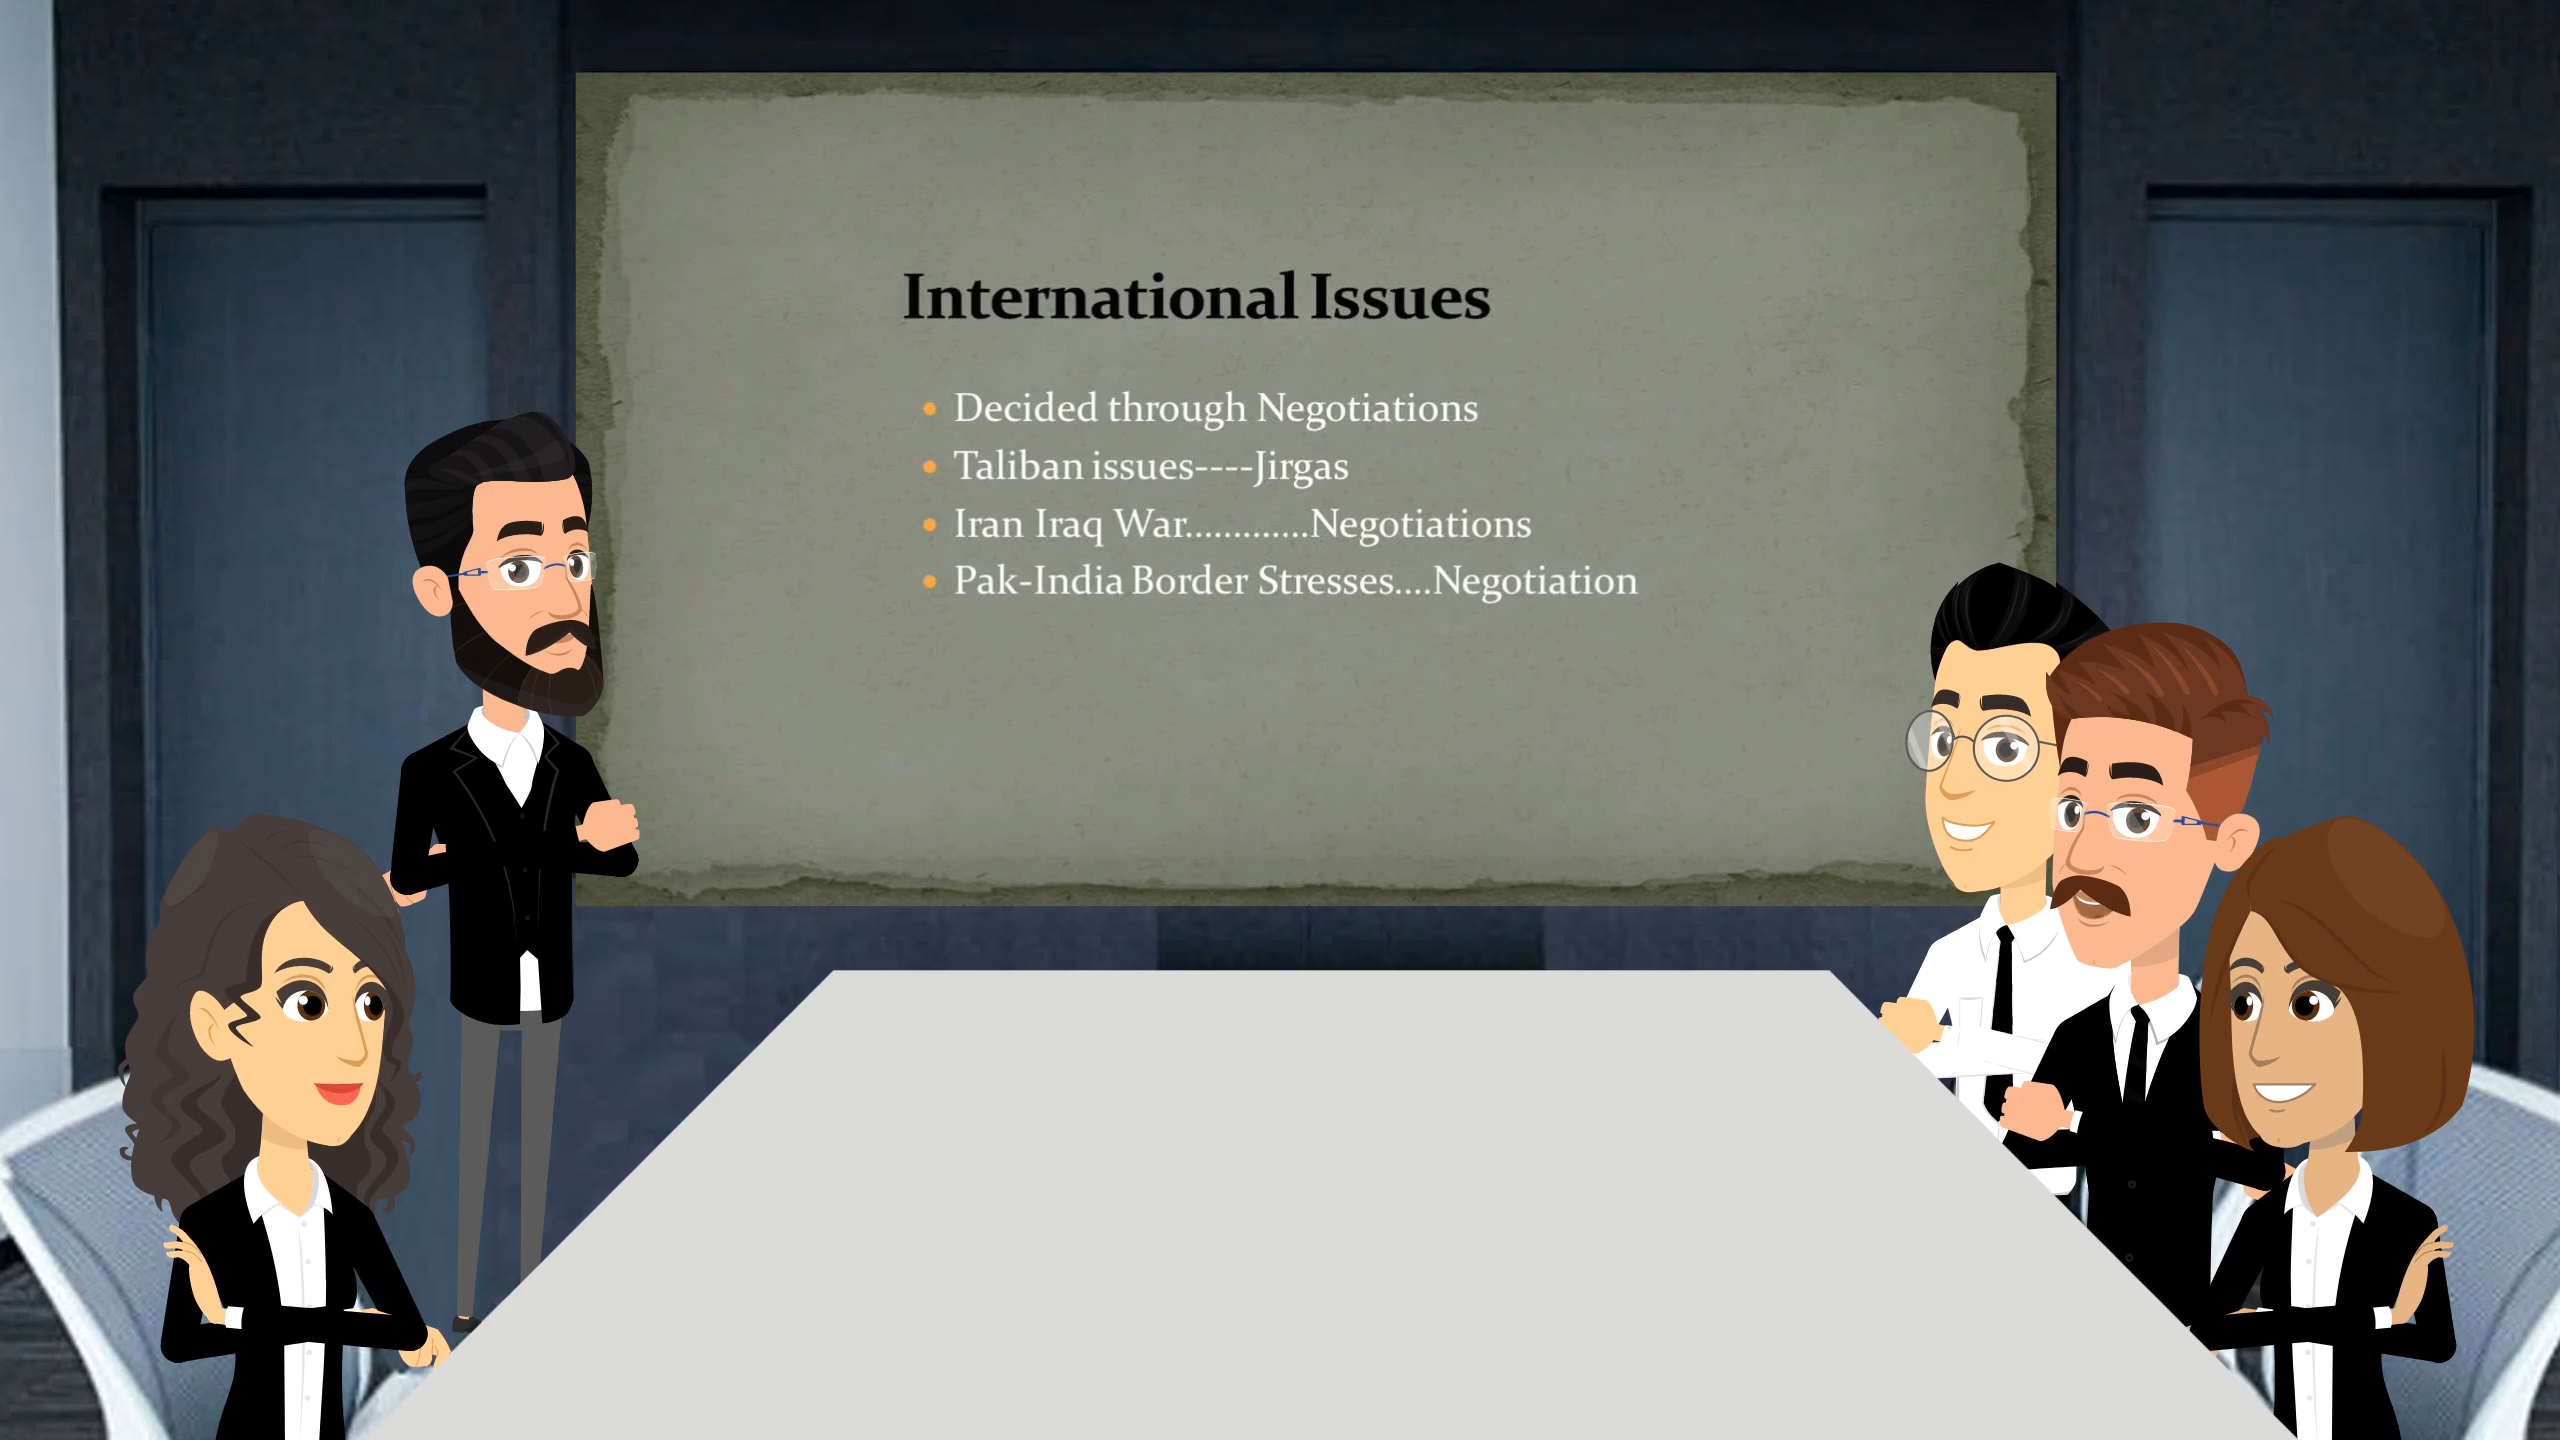 International Issues
• Decided through Negotiations
• Taliban issues----Jirgas
• Iran Iraq War.............Negotiations
• Pak-India Border Stresses....Negotiation